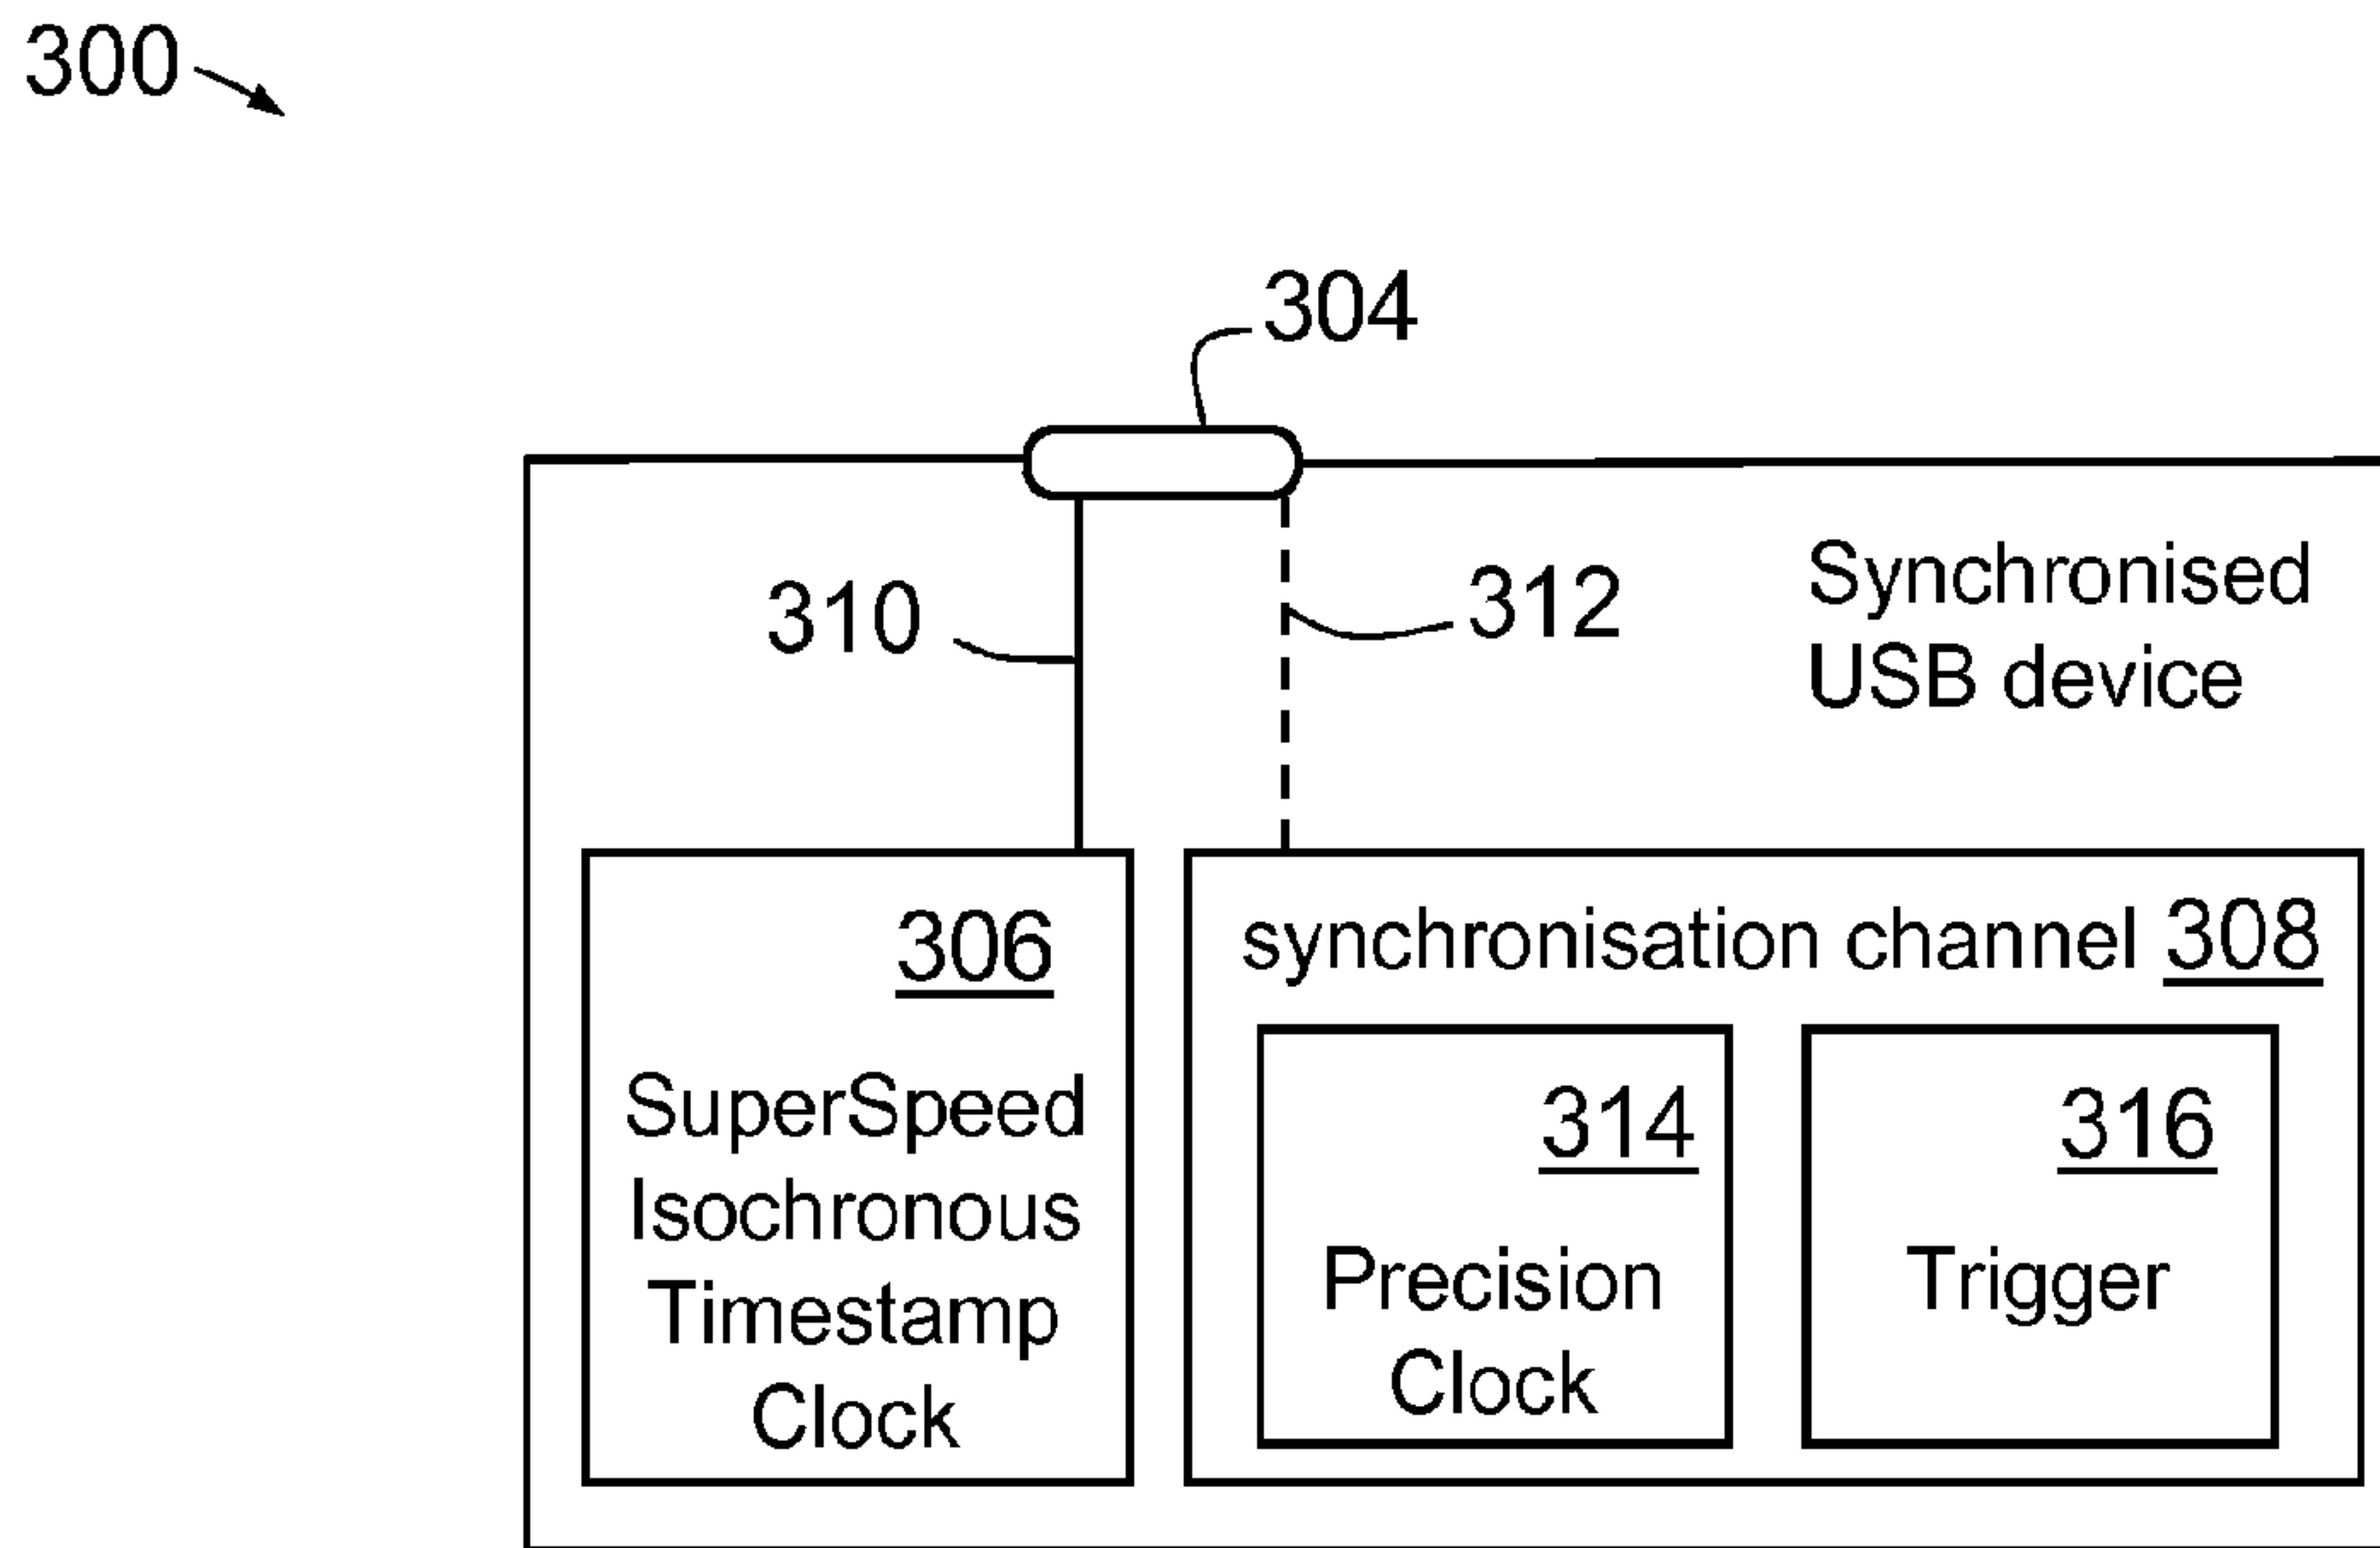 300
304
310
312
Synchronised
USB device
306
SuperSpeed
Isochronous
Timestamp
Clock
synchronisation channel 308
314
Precision
Clock
316
Trigger